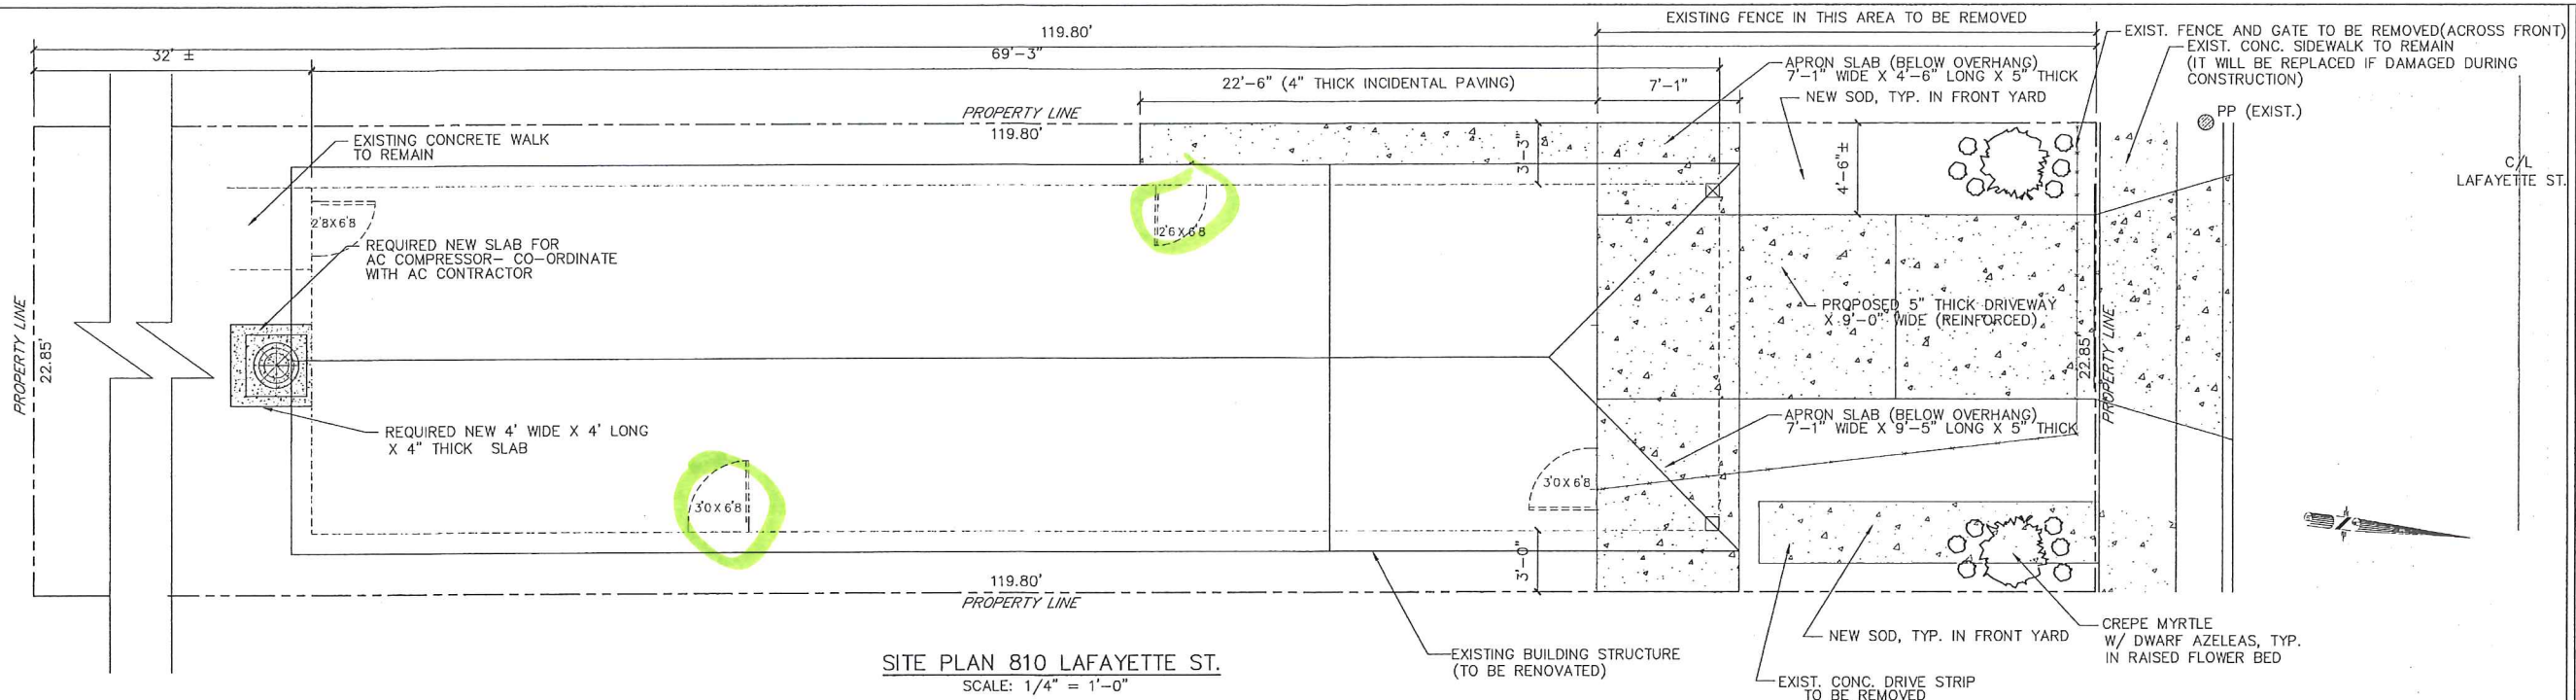 EXISTING FENCE IN THIS AREA TO BE REMOVED
119.80'
EXIST. FENCE AND GATE TO BE REMOVED(ACROSS FRONT)
32' ±
69'-3"
EXIST. CONC. SIDEWALK TO REMAIN
(IT WILL BE REPLACED IF DAMAGED DURING
CONSTRUCTION)
APRON SLAB (BELOW OVERHANG)
7'-1" WIDE X 4'-6" LONG X 5" THICK
22'-6" (4" THICK INCIDENTAL PAVING)
7'-1"
NEW SOD, TYP. IN FRONT YARD
PP (EXIST.)
PROPERTY LINE
119.80'
EXISTING CONCRETE WALK
TO REMAIN
3'-3"
4'-6"±
C/L
LAFAYETTE ST.
2'8X6'8
2'6X6'8
REQUIRED NEW SLAB FOR
AC COMPRESSOR- CO-ORDINATE
WITH AC CONTRACTOR
PROPOSED 5" THICK DRIVEWAY
X 9'-0" WIDE (REINFORCED)
PROPERTY LINE
22.85'
22.85'
PROPERTY LINE
REQUIRED NEW 4' WIDE X 4' LONG
X 4" THICK SLAB
APRON SLAB (BELOW OVERHANG)
7'-1" WIDE X 9'-5" LONG X 5" THICK
3'0X6'8
3'0X6'8
3'-0"
119.80'
PROPERTY LINE
NEW SOD, TYP. IN FRONT YARD
CREPE MYRTLE
W/ DWARF AZELEAS, TYP.
IN RAISED FLOWER BED
EXISTING BUILDING STRUCTURE
(TO BE RENOVATED)
SITE PLAN 810 LAFAYETTE ST.
SCALE: 1/4" = 1'-0"
EXIST. CONC. DRIVE STRIP
TO BE REMOVED